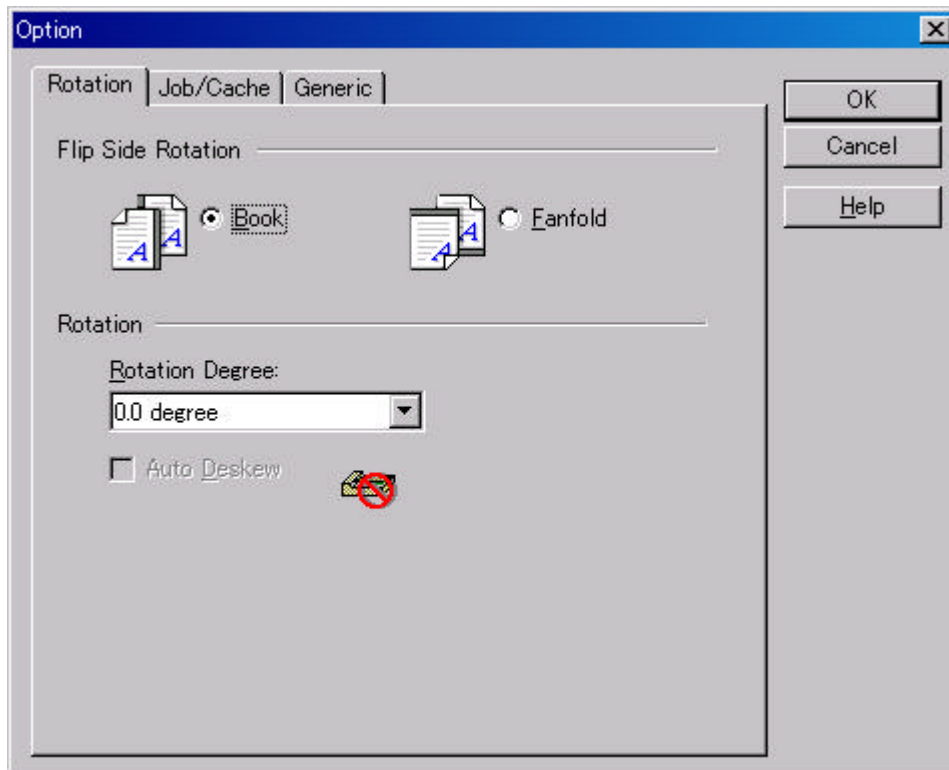 Option
Rotation Job/Cache Generic
OK
Cancel
Help
Flip Side Rotation
A A Book A A Fanfold
Rotation
Rotation Degree:
0.0 degree
Auto Deskew